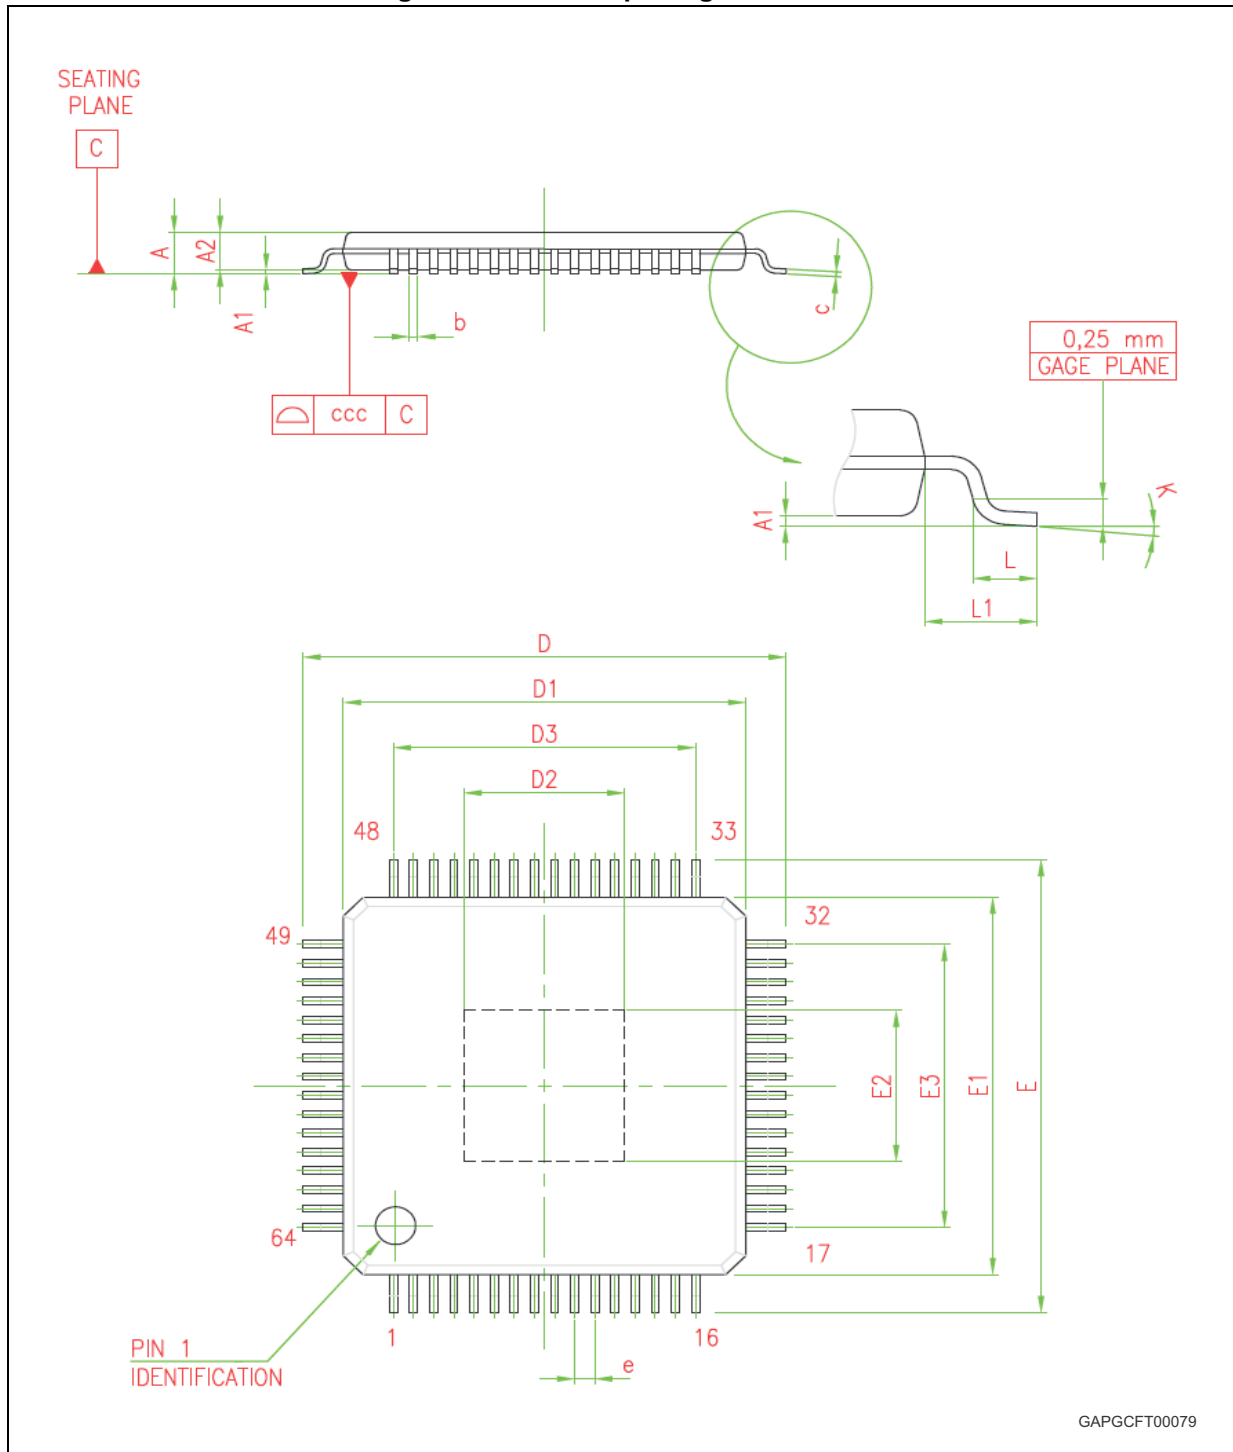 SEATING
PLANE
C
A
A2
A1
b
c
ccc
C
0,25 mm
GAGE PLANE
A1
K
L
L1
D
D1
D3
D2
48
33
49
32
E2
E3
E1
E
64
17
1
16
PIN 1
IDENTIFICATION
e
GAPGCFT00079